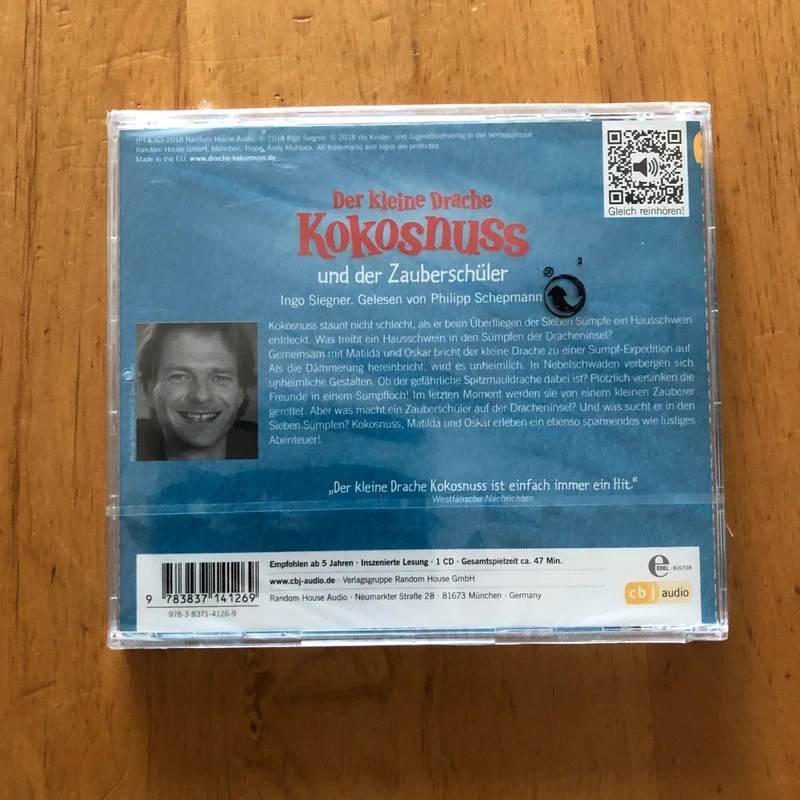 (P) & (C) 2018 Random House Audio, © 2018 Ingo Siegner, © 2018 cbj Kinder- und Jugendbuchverlag in der Verlagsgruppe
Random House GmbH, München, Regie: Andy Muhlack. All trademarks and logos are protected.
Made in the E.U. www.drache-kokosnuss.de
Gleich reinhören!
Der kleine Drache
Kokosnuss
und der Zauberschüler
Ingo Siegner. Gelesen von Philipp Schepmann
Kokosnuss staunt nicht schlecht, als er beim Überfliegen der Sieben Sümpfe ein Hausschwein
entdeckt. Was treibt ein Hausschwein in den Sümpfen der Dracheninsel?
Gemeinsam mit Matilda und Oskar bricht der kleine Drache zu einer Sumpf-Expedition auf.
Als die Dämmerung hereinbricht, wird es unheimlich. In Nebelschwaden verbergen sich
unheimliche Gestalten. Ob der gefährliche Spitzmauldrache dabei ist? Plötzlich versinken die
Freunde in einem Sumpfloch! Im letzten Moment werden sie von einem kleinen Zauberer
gerettet. Aber was macht ein Zauberschüler auf der Dracheninsel? Und was sucht er in den
Sieben Sümpfen? Kokosnuss, Matilda und Oskar erleben ein ebenso spannendes wie lustiges
Abenteuer!
„Der kleine Drache Kokosnuss ist einfach immer ein Hit.“
Westfälische Nachrichten
Empfohlen ab 5 Jahren · Inszenierte Lesung · 1 CD · Gesamtspielzeit ca. 47 Min.
www.cbj-audio.de · Verlagsgruppe Random House GmbH
Random House Audio · Neumarkter Straße 28 · 81673 München · Germany
9 783837 141269
978-3-8371-4126-9
e
EDEL KULTUR
cbj audio